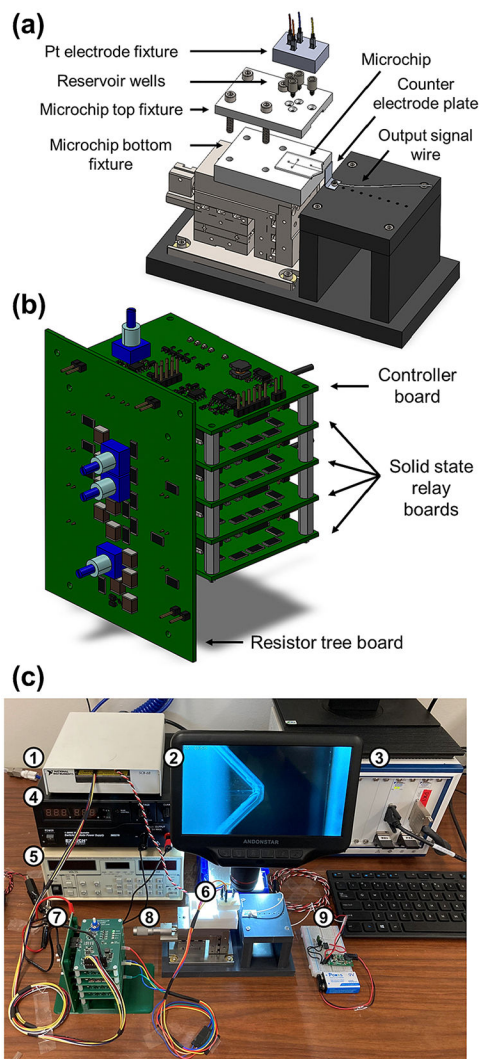 (a)
Pt electrode fixture
Reservoir wells
Microchip top fixture
Microchip bottom
fixture
Microchip
Counter
electrode plate
Output signal
wire
(b)
Controller
board
Solid state
relay
boards
Resistor tree board
(c)
1
2
3
4
5
6
7
8
9
ANDONSTAR